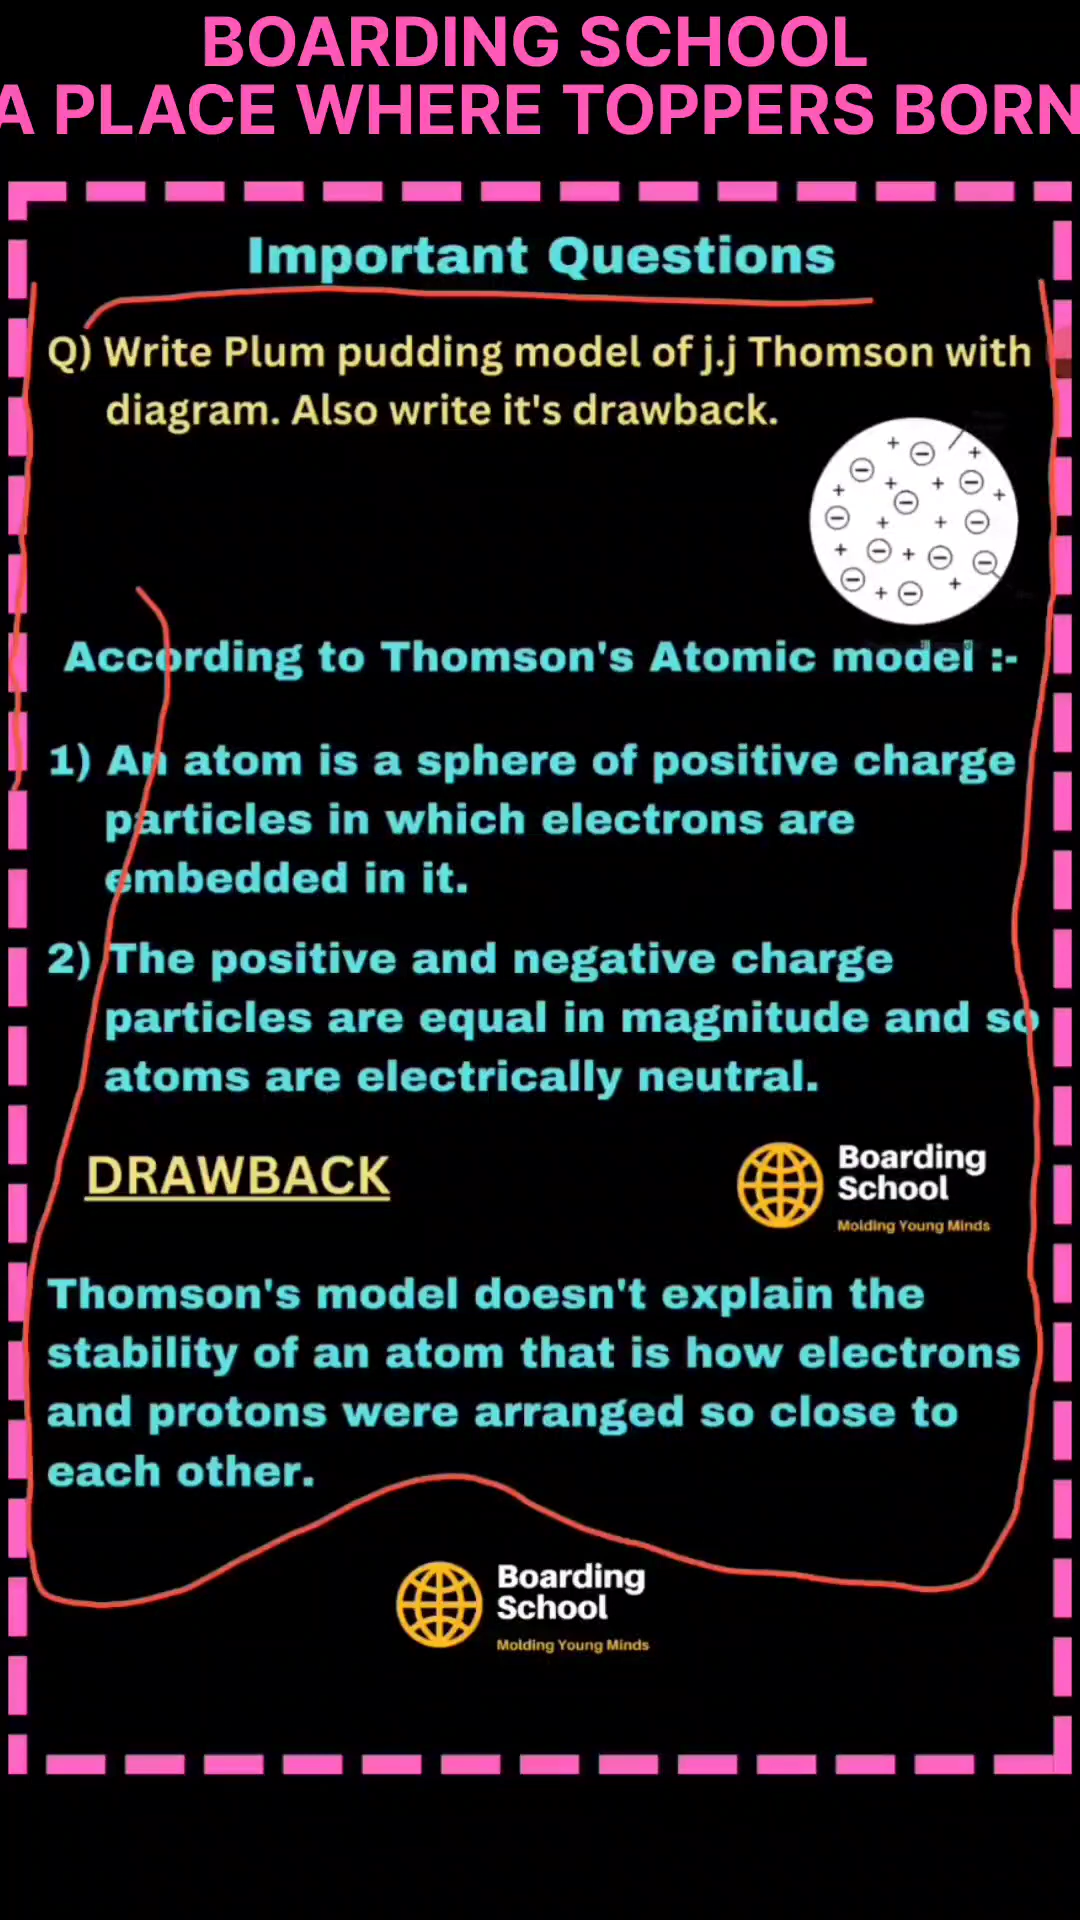 BOARDING SCHOOL
A PLACE WHERE TOPPERS BORN
Important Questions
Q) Write Plum pudding model of j.j Thomson with
diagram. Also write it's drawback.
According to Thomson's Atomic model :-
1) An atom is a sphere of positive charge
particles in which electrons are
embedded in it.
2) The positive and negative charge
particles are equal in magnitude and so
atoms are electrically neutral.
DRAWBACK
Boarding
School
Molding Young Minds
Thomson's model doesn't explain the
stability of an atom that is how electrons
and protons were arranged so close to
each other.
Boarding
School
Molding Young Minds